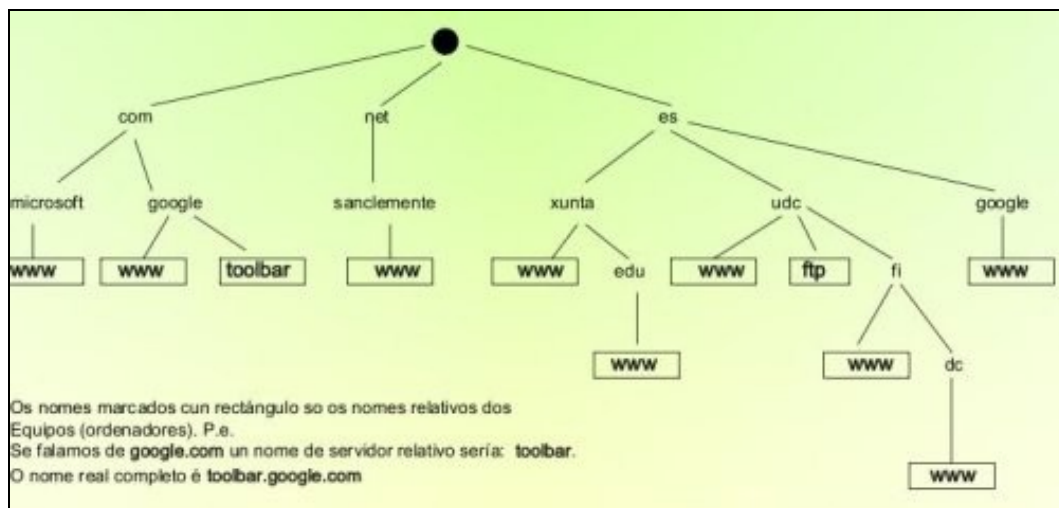 com net es
microsoft google sanclemente xunta udc google
www www toolbar www www edu www ftp fi www
www www dc
Os nomes marcados cun rectángulo so os nomes relativos dos
Equipos (ordenadores). P.e.
Se falamos de google.com un nome de servidor relativo sería: toolbar.
O nome real completo é toolbar.google.com
www